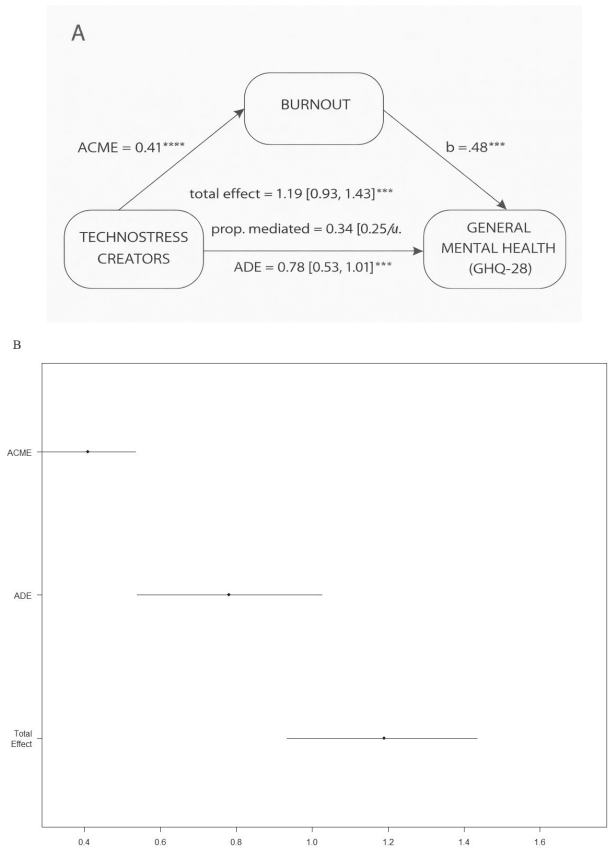 A
BURNOUT
ACME = 0.41****
b =.48***
total effect = 1.19 [0.93, 1.43]***
prop. mediated = 0.34 [0.25/u.
TECHNOSTRESS
CREATORS
GENERAL
MENTAL HEALTH
(GHQ-28)
ADE = 0.78 [0.53, 1.01]***
B
ACME
ADE
Total
Effect
0.4 0.6 0.8 1.0 1.2 1.4 1.6